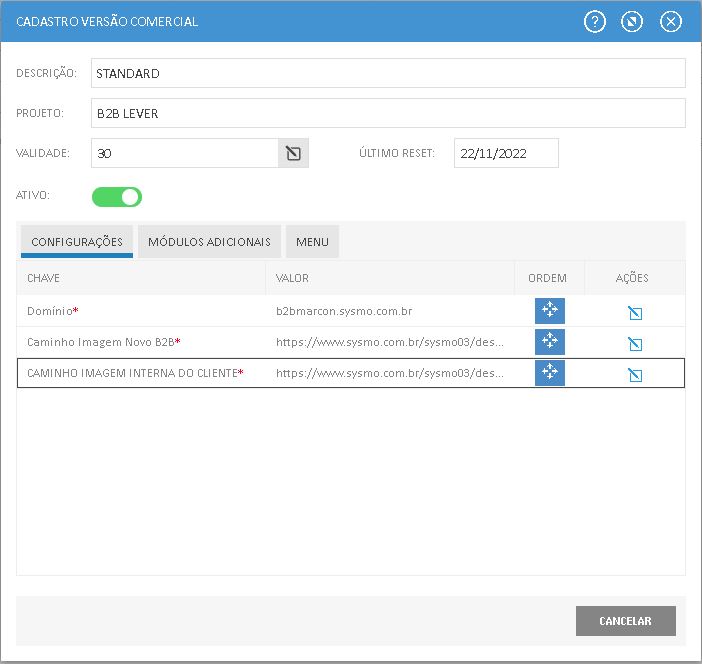 CADASTRO VERSÃO COMERCIAL
DESCRIÇÃO: STANDARD
PROJETO: B2B LEVER
VALIDADE: 30 ÚLTIMO RESET: 22/11/2022
ATIVO:
CONFIGURAÇÕES MÓDULOS ADICIONAIS MENU
CHAVE VALOR ORDEM AÇÕES
Domínio* b2bmarcon.sysmo.com.br
Caminho Imagem Novo B2B* https://www.sysmo.com.br/sysmo03/des...
CAMINHO IMAGEM INTERNA DO CLIENTE* https://www.sysmo.com.br/sysmo03/des...
CANCELAR